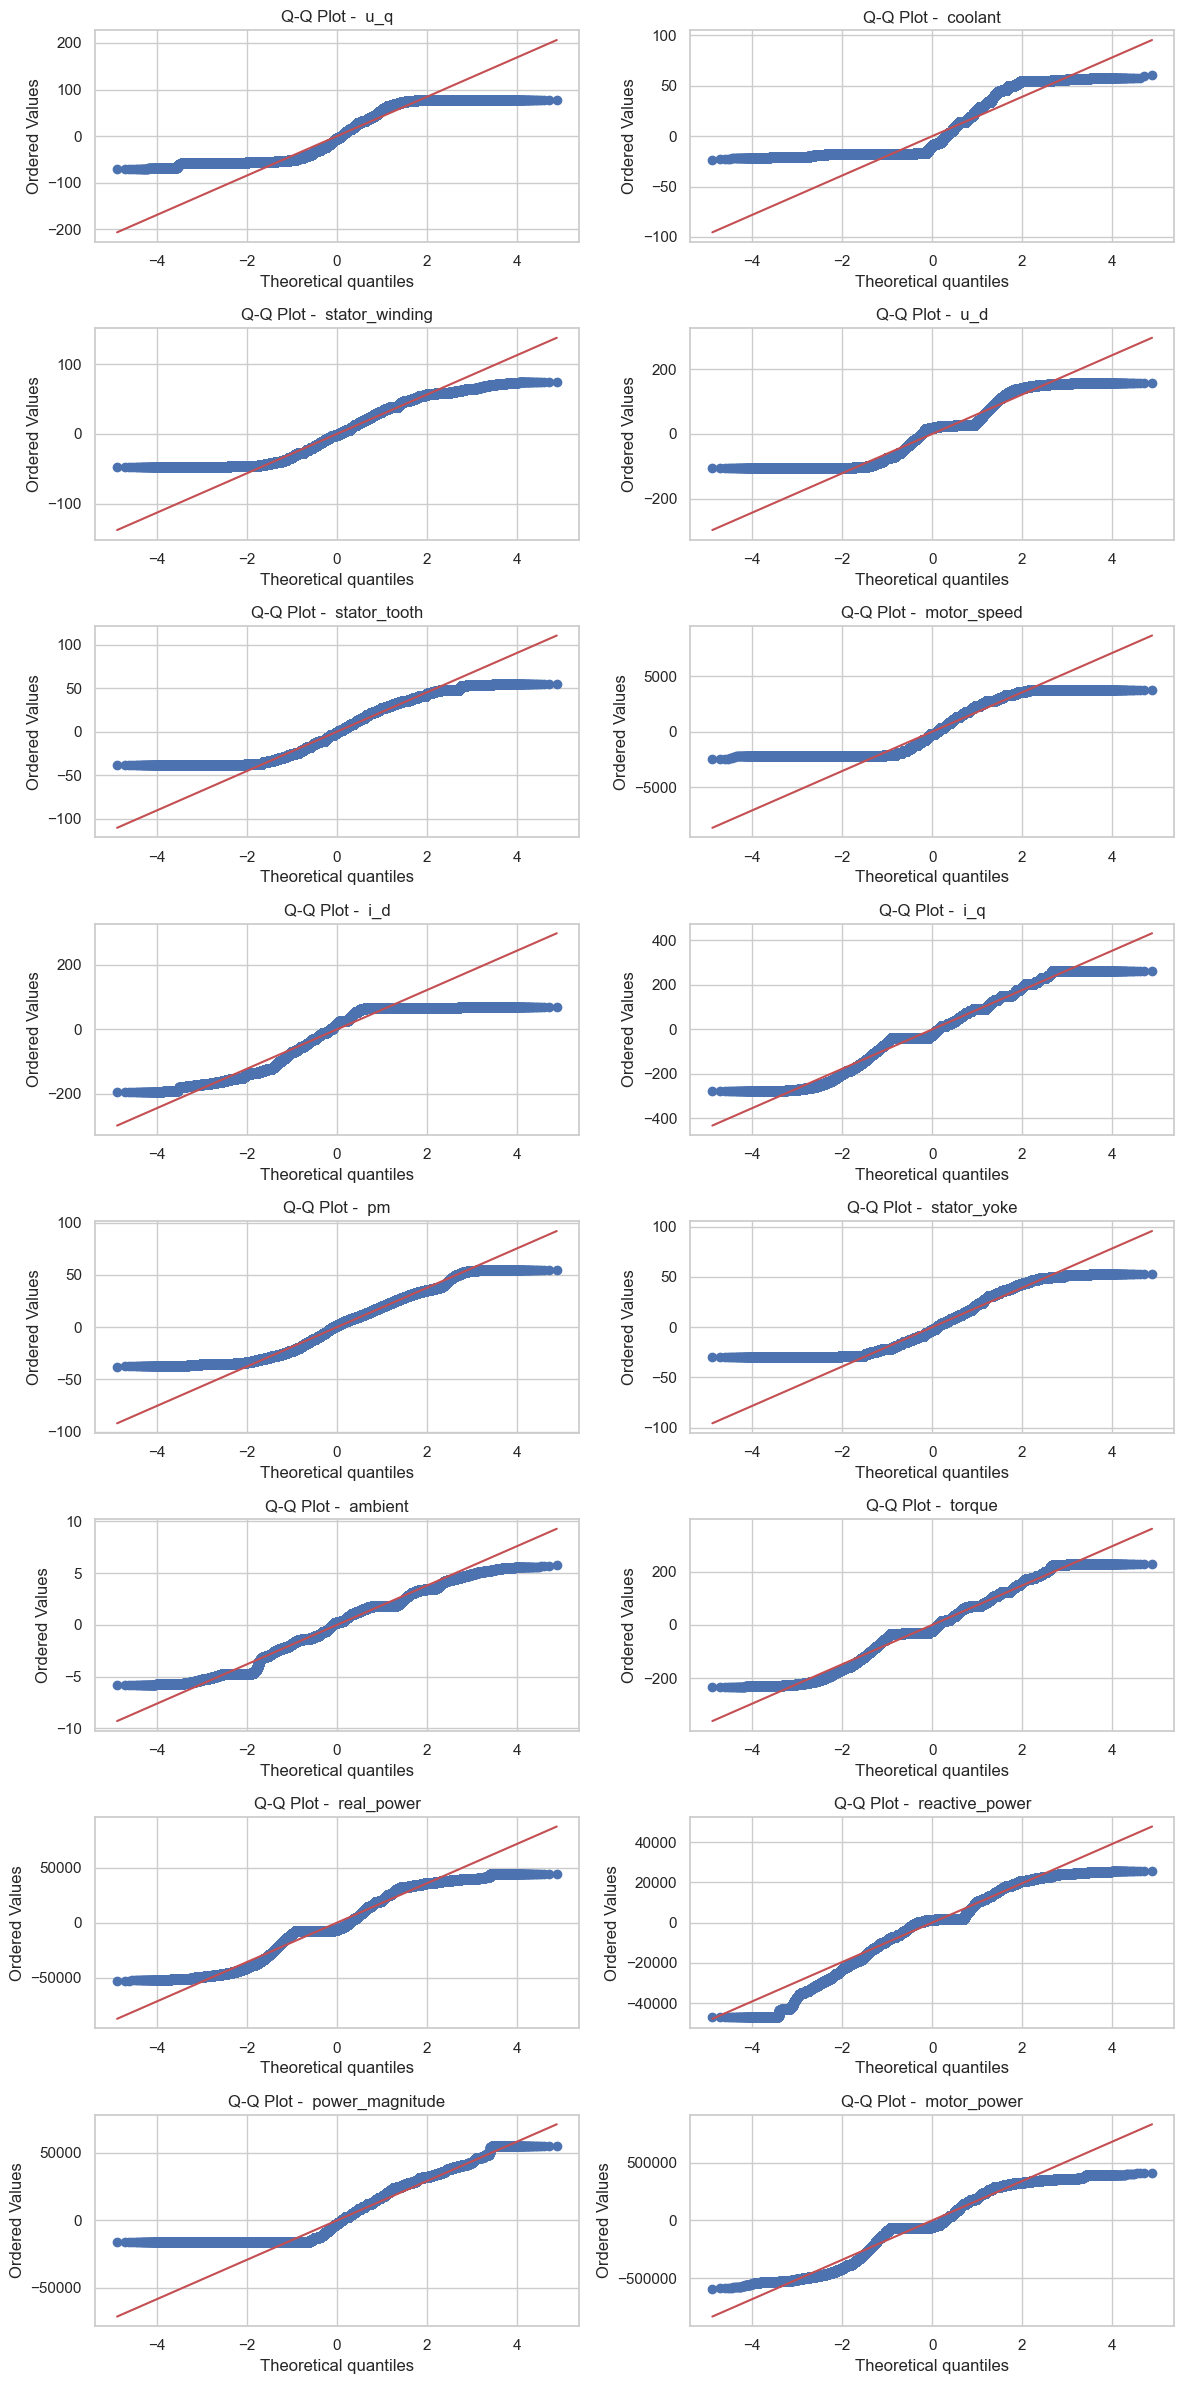 Q-Q Plot -  u_q
200
100
0
−100
−200
Ordered Values
−4 −2 0 2 4
Theoretical quantiles
Q-Q Plot -  coolant
100
50
0
−50
−100
Ordered Values
−4 −2 0 2 4
Theoretical quantiles
Q-Q Plot -  stator_winding
100
0
−100
Ordered Values
−4 −2 0 2 4
Theoretical quantiles
Q-Q Plot -  u_d
200
0
−200
Ordered Values
−4 −2 0 2 4
Theoretical quantiles
Q-Q Plot -  stator_tooth
100
50
0
−50
−100
Ordered Values
−4 −2 0 2 4
Theoretical quantiles
Q-Q Plot -  motor_speed
5000
0
−5000
Ordered Values
−4 −2 0 2 4
Theoretical quantiles
Q-Q Plot -  i_d
200
0
−200
Ordered Values
−4 −2 0 2 4
Theoretical quantiles
Q-Q Plot -  i_q
400
200
0
−200
−400
Ordered Values
−4 −2 0 2 4
Theoretical quantiles
Q-Q Plot -  pm
100
50
0
−50
−100
Ordered Values
−4 −2 0 2 4
Theoretical quantiles
Q-Q Plot -  stator_yoke
100
50
0
−50
−100
Ordered Values
−4 −2 0 2 4
Theoretical quantiles
Q-Q Plot -  ambient
10
5
0
−5
−10
Ordered Values
−4 −2 0 2 4
Theoretical quantiles
Q-Q Plot -  torque
200
0
−200
Ordered Values
−4 −2 0 2 4
Theoretical quantiles
Q-Q Plot -  real_power
50000
0
−50000
Ordered Values
−4 −2 0 2 4
Theoretical quantiles
Q-Q Plot -  reactive_power
40000
20000
0
−20000
−40000
Ordered Values
−4 −2 0 2 4
Theoretical quantiles
Q-Q Plot -  power_magnitude
50000
0
−50000
Ordered Values
−4 −2 0 2 4
Theoretical quantiles
Q-Q Plot -  motor_power
500000
0
−500000
Ordered Values
−4 −2 0 2 4
Theoretical quantiles